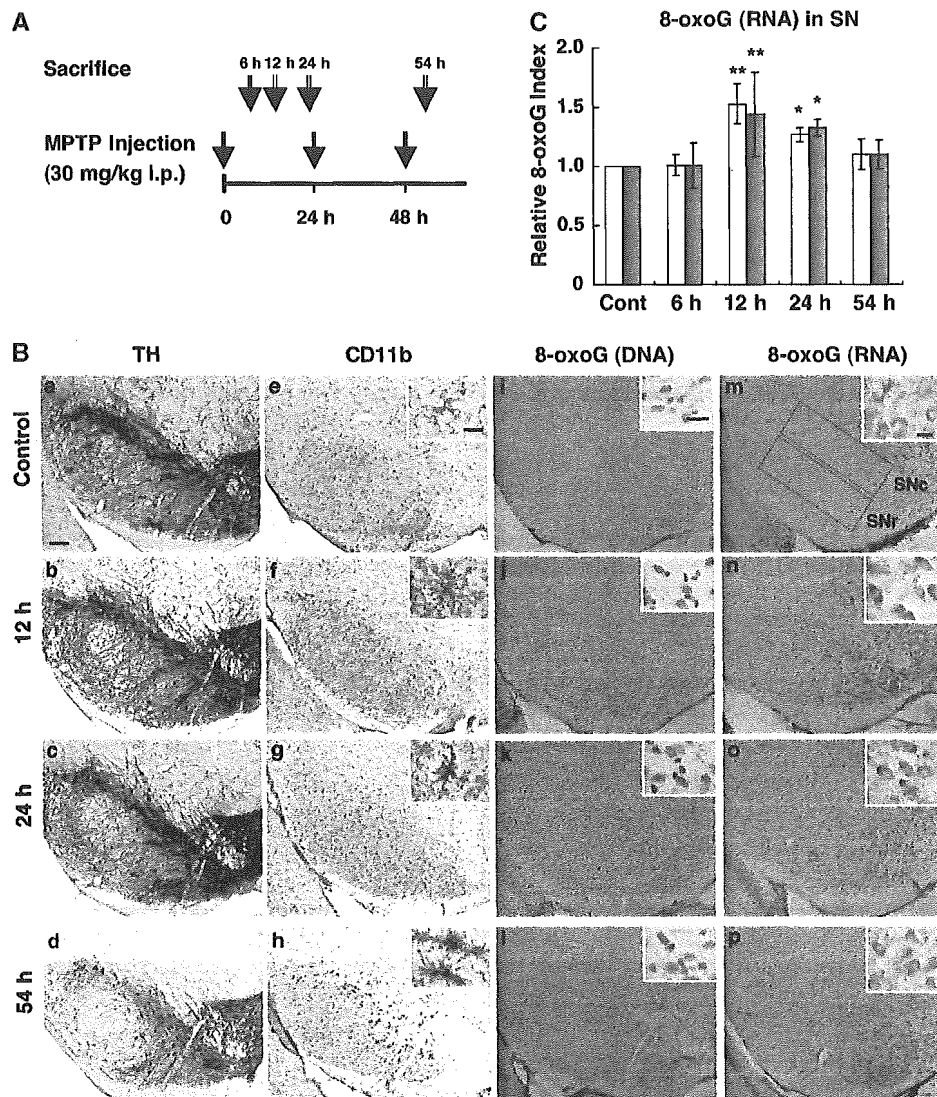 A
Sacrifice
6 h 12 h 24 h 54 h
MPTP Injection
(30 mg/kg i.p.)
0 24 h 48 h
C
8-oxoG (RNA) in SN
Relative 8-oxoG Index
2.0
1.5
1.0
0.5
0
** **
* *
Cont 6 h 12 h 24 h 54 h
B
TH CD11b 8-oxoG (DNA) 8-oxoG (RNA)
Control
a e i m
SNc
SNr
12 h
b f j n
24 h
c g k o
54 h
d h l p